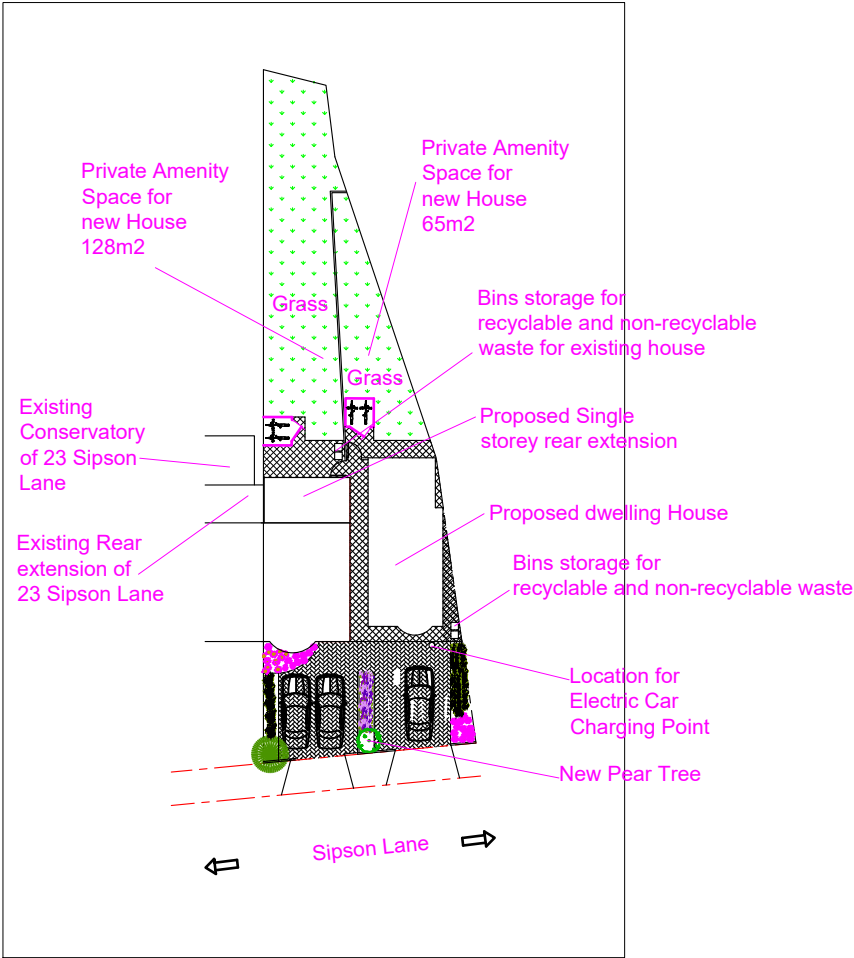 Private Amenity
Space for
new House
65m2
Private Amenity
Space for
new House
128m2
Bins storage for
recyclable and non-recyclable
waste for existing house
Grass
Grass
Existing
Conservatory
of 23 Sipson
Lane
Proposed Single
storey rear extension
Proposed dwelling House
Existing Rear
extension of
23 Sipson Lane
Bins storage for
recyclable and non-recyclable waste
Location for
Electric Car
Charging Point
New Pear Tree
Sipson Lane